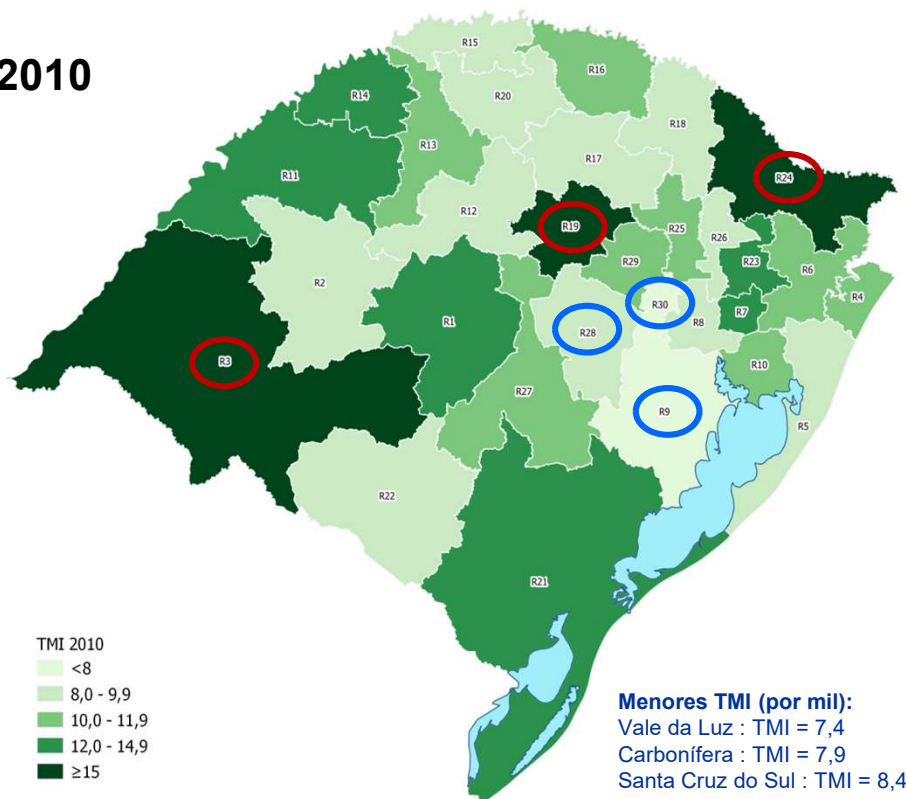 2010
R15
R16
R14
R20
R18
R13
R17
R24
R11
R12
R19
R25
R26
R29
R23
R6
R2
R30
R4
R1
R28
R8
R7
R3
R10
R27
R9
R5
R22
R21
TMI 2010
<8
8,0 - 9,9
10,0 - 11,9
12,0 - 14,9
≥15
Menores TMI (por mil):
Vale da Luz : TMI = 7,4
Carbonífera : TMI = 7,9
Santa Cruz do Sul : TMI = 8,4